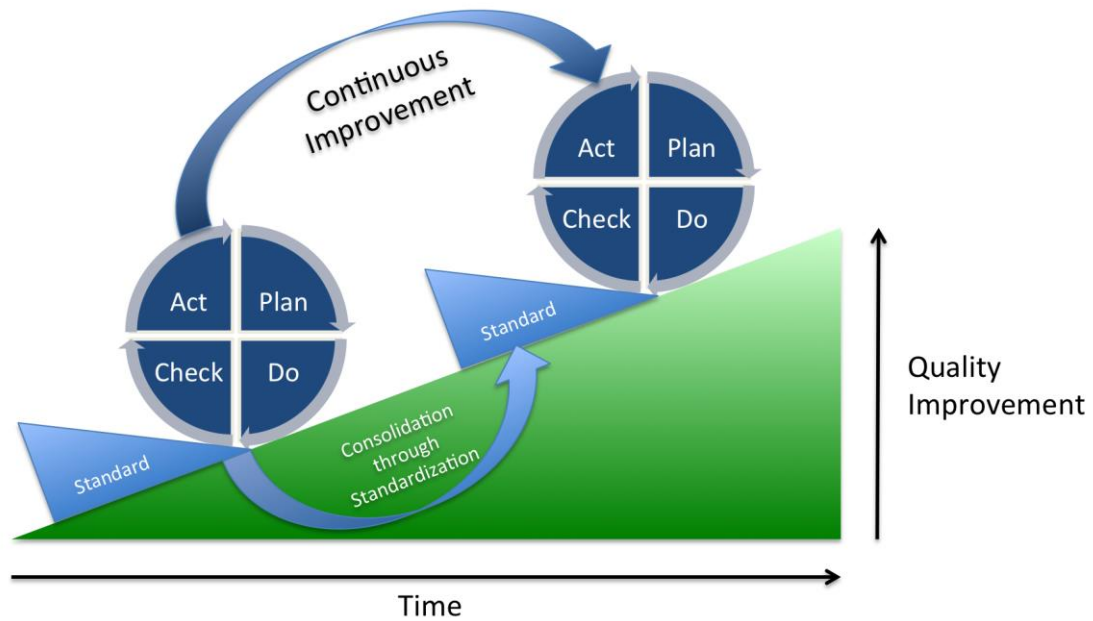 Continuous
Improvement
Act
Plan
Check
Do
Act
Plan
Check
Do
Standard
Standard
Consolidation
through
Standardization
Quality
Improvement
Time